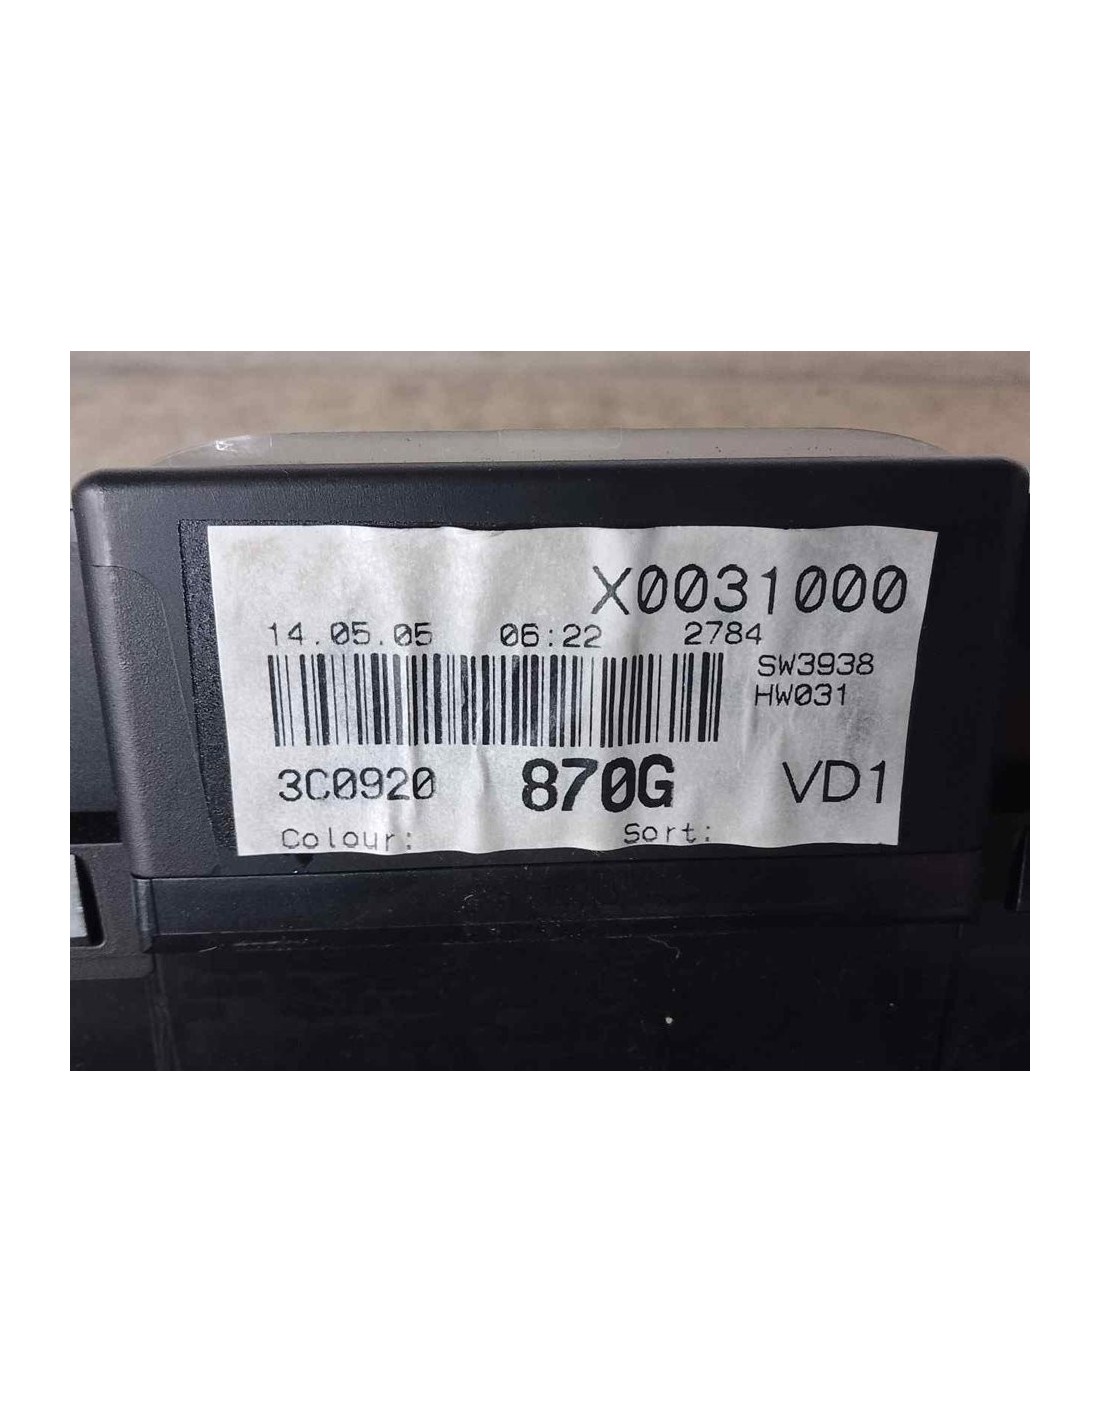 X0031000
14.05.05 06:22 2784
SW3938
HW031
3C0920 870G VD1
Colour: Sort: